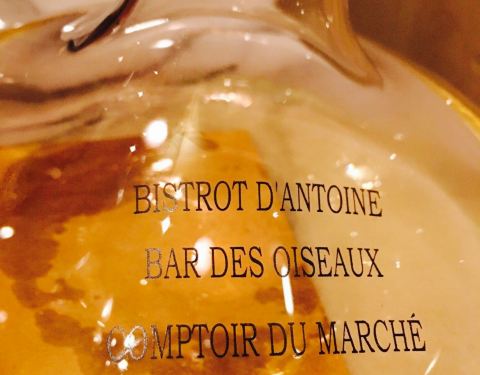 BISTROT D'ANTOINE
BAR DES OISEAUX
COMPTOIR DU MARCHÉ